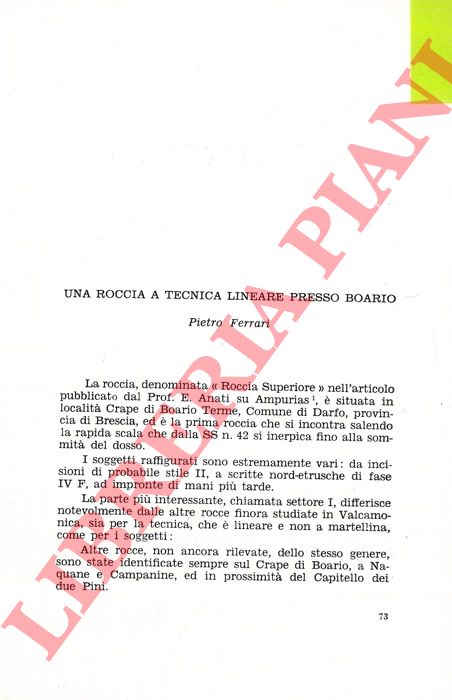 UNA ROCCIA A TECNICA LINEARE PRESSO BOARIO
Pietro Ferrari
La roccia, denominata « Roccia Superiore » nell'articolo
pubblicato dal Prof. E. Anati su Ampurias¹, è situata in
località Crape di Boario Terme, Comune di Darfo, provin-
cia di Brescia, ed è la prima roccia che si incontra salendo
la rapida scala che dalla SS n. 42 si inerpica fino alla som-
mità del dosso.
I soggetti raffigurati sono estremamente vari : da inci-
sioni di probabile stile II, a scritte nord-etrusche di fase
IV F, ad impronte di mani più tarde.
La parte più interessante, chiamata settore I, differisce
notevolmente dalle altre rocce finora studiate in Valcamo-
nica, sia per la tecnica, che è lineare e non a martellina,
come per i soggetti :
Altre rocce, non ancora rilevate, dello stesso genere,
sono state identificate sempre sul Crape di Boario, a Na-
quane e Campanine, ed in prossimità del Capitello dei
due Pini.
73
LIBRERIA PIANI